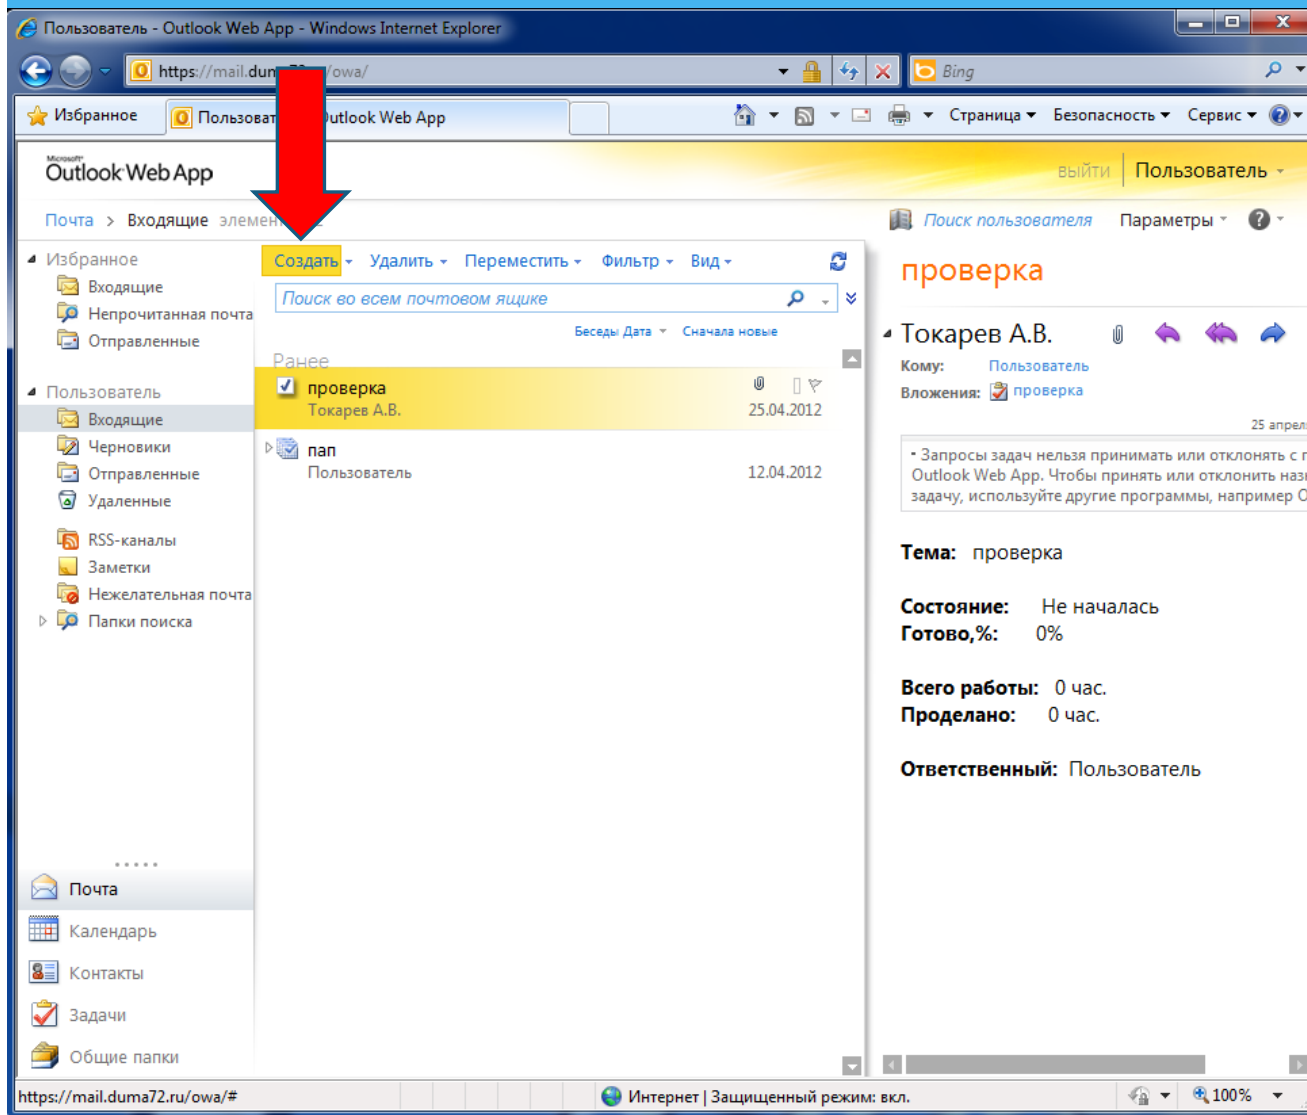 Пользователь - Outlook Web App - Windows Internet Explorer
https://mail. /owa/
Bing
Избранное
Outlook Web App
Страница Безопасность Сервис
Microsoft
Outlook Web App
выйти Пользователь
Почта > Входящие
Поиск пользователя Параметры
Избранное
Входящие
Непрочитанная почта
Отправленные
Пользователь
Входящие
Черновики
Отправленные
Удаленные
RSS-каналы
Заметки
Нежелательная почта
Папки поиска
Почта
Календарь
Контакты
Задачи
Общие папки
Создать Удалить Переместить Фильтр Вид
Поиск во всем почтовом ящике
Беседы Дата Сначала новые
Ранее
проверка
Токарев А.В. 25.04.2012
пап
Пользователь 12.04.2012
проверка
Токарев А.В.
Кому: Пользователь
Вложения: проверка
25
Запросы задач нельзя принимать или отклонять с
Outlook Web App. Чтобы принять или отклонить
задачу, используйте другие программы, например
Тема: проверка
Состояние: Не началась
Готово,%: 0%
Всего работы: 0 час.
Проделано: 0 час.
Ответственный: Пользователь
https://mail.duma72.ru/owa/#
Интернет | Защищенный режим: вкл.
100%